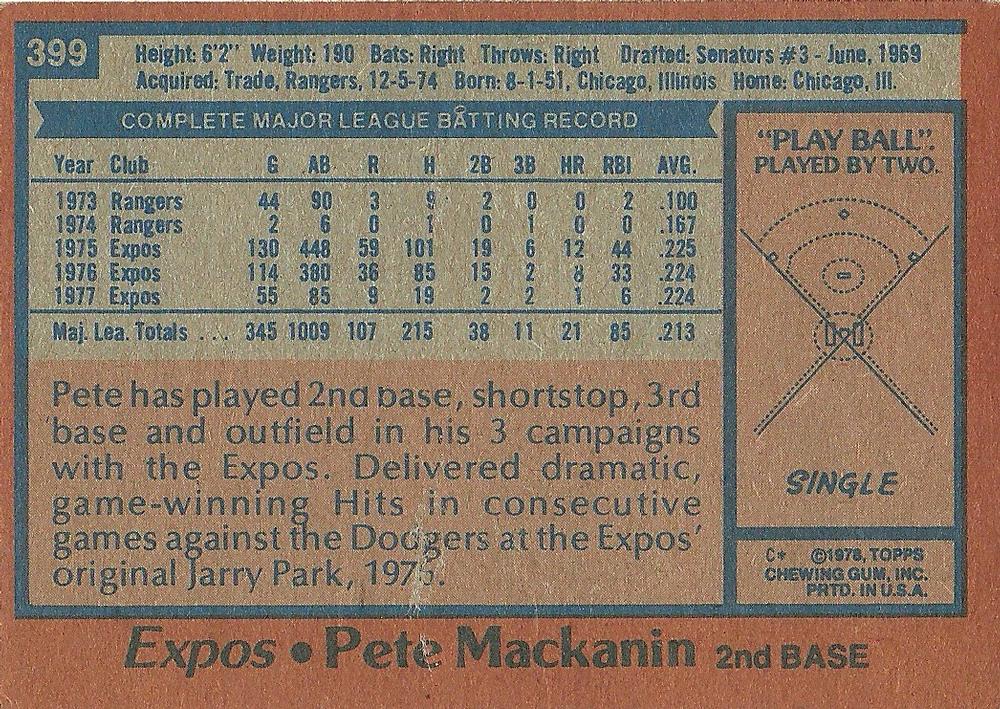 399
Height: 6'2" Weight: 190 Bats: Right Throws: Right Drafted: Senators #3 - June, 1969
Acquired: Trade, Rangers, 12-5-74 Born: 8-1-51, Chicago, Illinois Home: Chicago, Ill.
COMPLETE MAJOR LEAGUE BATTING RECORD
Year Club G AB R H 2B 3B HR RBI AVG.
1973 Rangers 44 90 3 9 2 0 0 2 .100
1974 Rangers 2 6 0 1 0 1 0 0 .167
1975 Expos 130 448 59 101 19 6 12 44 .225
1976 Expos 114 380 36 85 15 2 8 33 .224
1977 Expos 55 85 9 19 2 2 1 6 .224
Maj. Lea. Totals . . . 345 1009 107 215 38 11 21 85 .213
Pete has played 2nd base, shortstop, 3rd
base and outfield in his 3 campaigns
with the Expos. Delivered dramatic,
game-winning Hits in consecutive
games against the Dodgers at the Expos'
original Jarry Park,
"PLAY BALL".
PLAYED BY TWO.
SINGLE
C* ©1978, TOPPS
CHEWING GUM, INC.
PRTD. IN U.S.A.
Expos • Pete Mackanin 2nd BASE